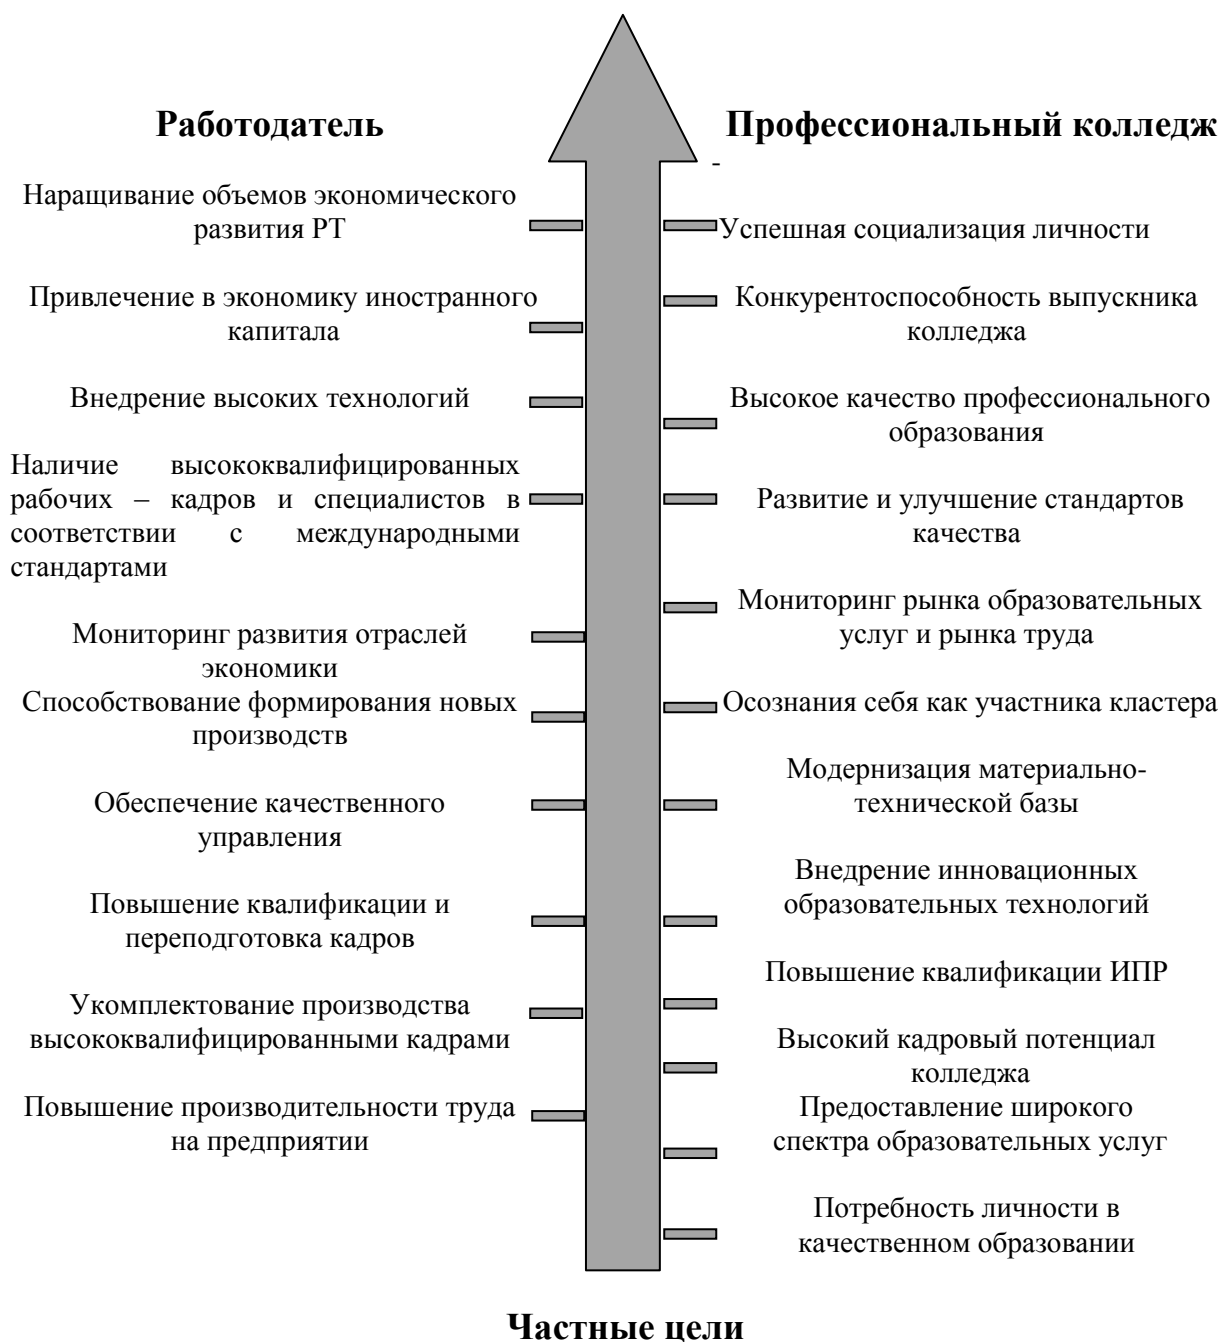 Работодатель
Наращивание объемов экономического
развития РТ
Привлечение в экономику иностранного
капитала
Внедрение высоких технологий
Наличие высококвалифицированных
рабочих – кадров и специалистов в
соответствии с международными
стандартами
Мониторинг развития отраслей
экономики
Способствование формирования новых
производств
Обеспечение качественного
управления
Повышение квалификации и
переподготовка кадров
Укомплектование производства
высококвалифицированными кадрами
Повышение производительности труда
на предприятии
Профессиональный колледж
-
Успешная социализация личности
Конкурентоспособность выпускника
колледжа
Высокое качество профессионального
образования
Развитие и улучшение стандартов
качества
Мониторинг рынка образовательных
услуг и рынка труда
Осознания себя как участника кластера
Модернизация материально-
технической базы
Внедрение инновационных
образовательных технологий
Повышение квалификации ИПР
Высокий кадровый потенциал
колледжа
Предоставление широкого
спектра образовательных услуг
Потребность личности в
качественном образовании
Частные цели